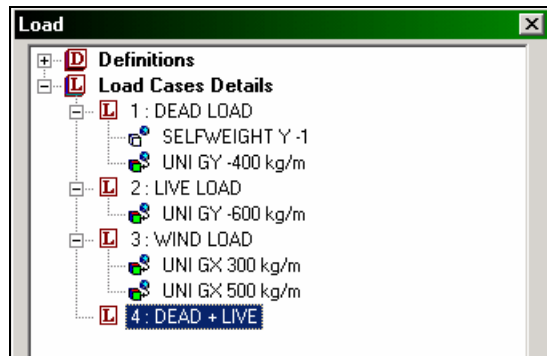 Load
D Definitions
L Load Cases Details
L 1 : DEAD LOAD
SELFWEIGHT Y -1
UNI GY -400 kg/m
L 2 : LIVE LOAD
UNI GY -600 kg/m
L 3 : WIND LOAD
UNI GX 300 kg/m
UNI GX 500 kg/m
L 4 : DEAD + LIVE